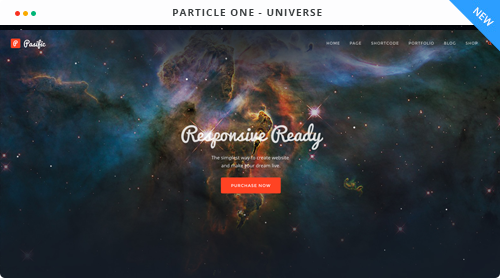 PARTICLE ONE - UNIVERSE
NEW
Pasific
HOME PAGE SHORTCODE PORTFOLIO BLOG SHOP
Responsive Ready
The simplest way to create website
and make your dream live.
PURCHASE NOW